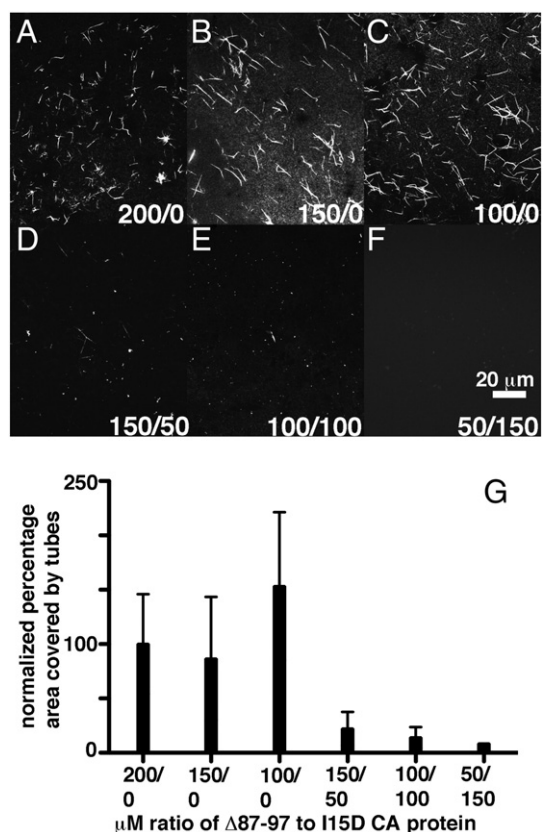 A
B
C
200/0
150/0
100/0
D
E
F
20 µm
150/50
100/100
50/150
G
normalized percentage
area covered by tubes
250
100
0
200/ 150/ 100/ 150/ 100/ 50/
0 0 0 50 100 150
µM ratio of Δ87-97 to I15D CA protein